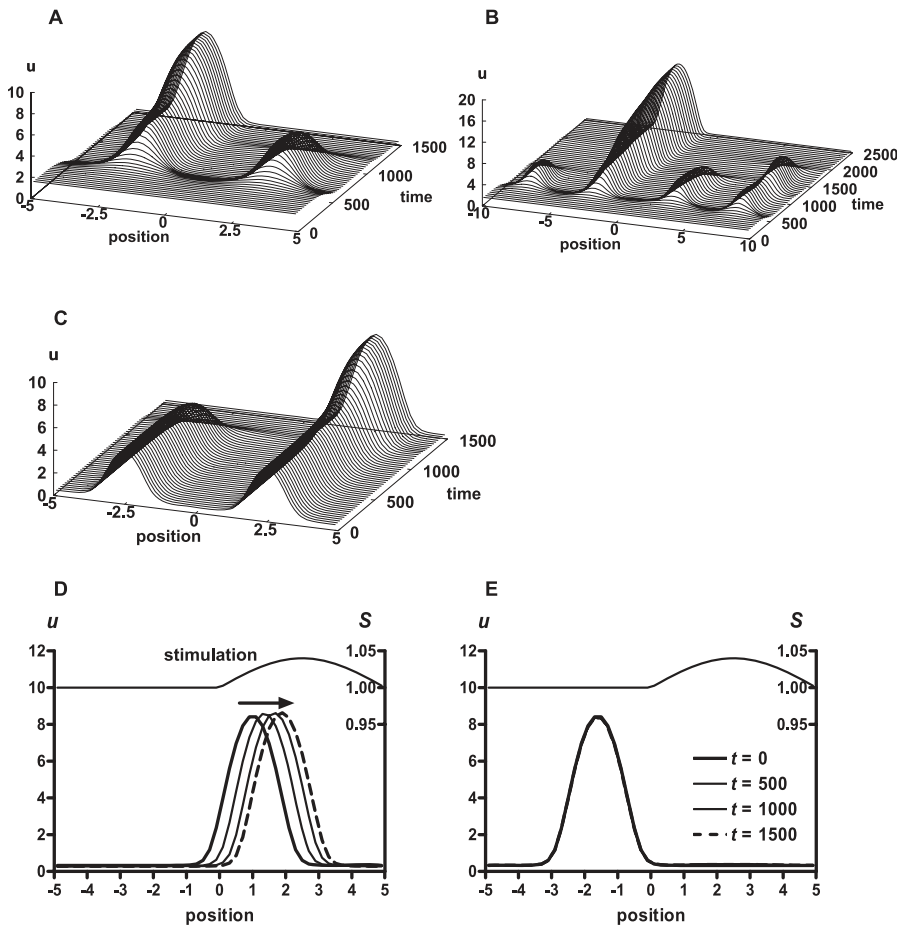 A
u
10
8
6
4
2
0
-5
-2.5
0
2.5
5
position
0
500
1000
1500
time
B
u
20
16
12
8
4
0
-10
-5
0
5
10
position
0
500
1000
1500
2000
2500
time
C
u
10
8
6
4
2
0
-5
-2.5
0
2.5
5
position
0
500
1000
1500
time
D
u S
12 1.05
stimulation
10 1.00
8 0.95
6
4
2
0
-5 -4 -3 -2 -1 0 1 2 3 4 5
position
E
u S
12 1.05
10 1.00
8 0.95
6
4
2
0
t = 0
t = 500
t = 1000
t = 1500
-5 -4 -3 -2 -1 0 1 2 3 4 5
position